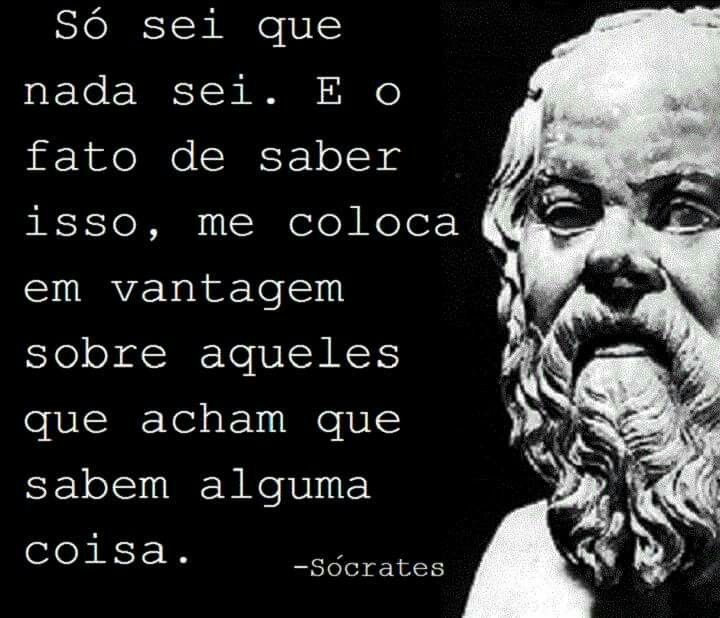 Só sei que
nada sei. E o
fato de saber
isso, me coloca
em vantagem
sobre aqueles
que acham que
sabem alguma
coisa.
-Sócrates